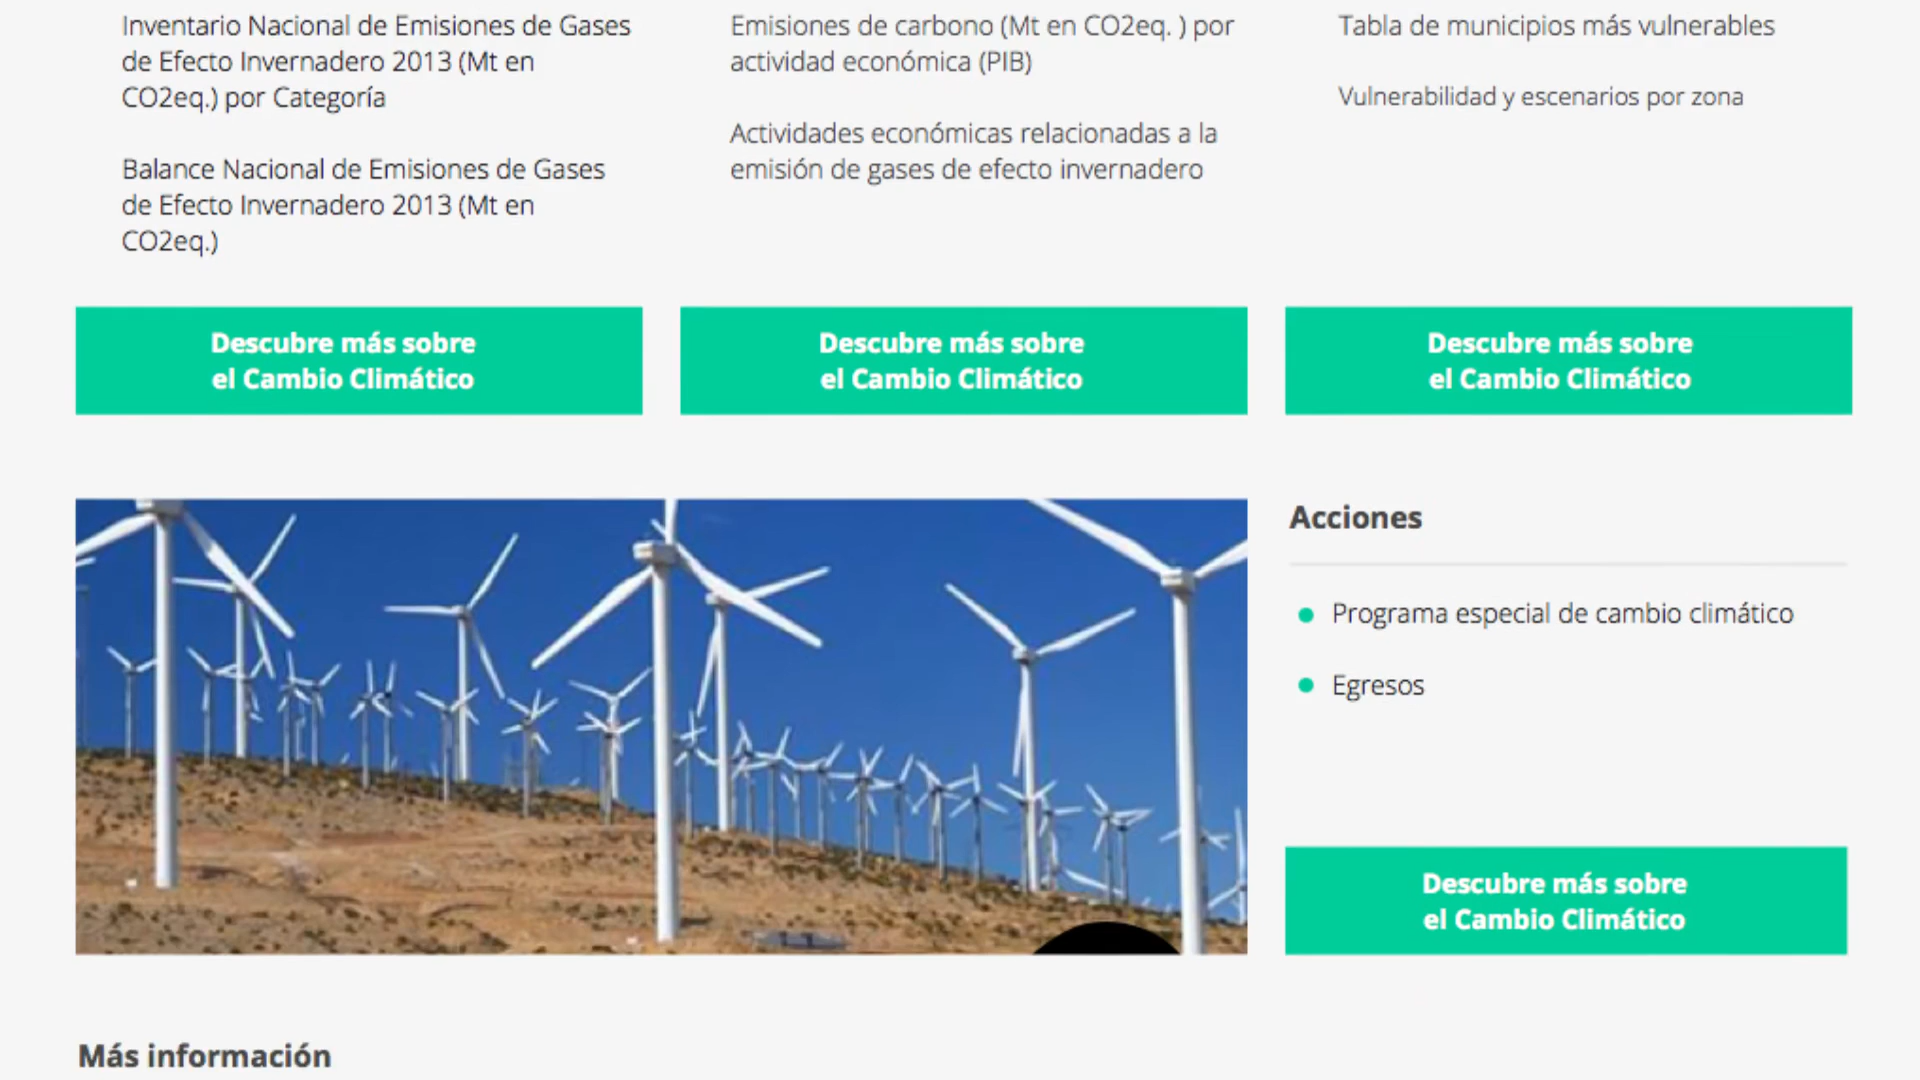 Inventario Nacional de Emisiones de Gases
de Efecto Invernadero 2013 (Mt en
CO2eq.) por Categoría
Balance Nacional de Emisiones de Gases
de Efecto Invernadero 2013 (Mt en
CO2eq.)
Descubre más sobre
el Cambio Climático
Emisiones de carbono (Mt en CO2eq. ) por
actividad económica (PIB)
Actividades económicas relacionadas a la
emisión de gases de efecto invernadero
Descubre más sobre
el Cambio Climático
Tabla de municipios más vulnerables
Vulnerabilidad y escenarios por zona
Descubre más sobre
el Cambio Climático
Acciones
Programa especial de cambio climático
Egresos
Descubre más sobre
el Cambio Climático
Más información